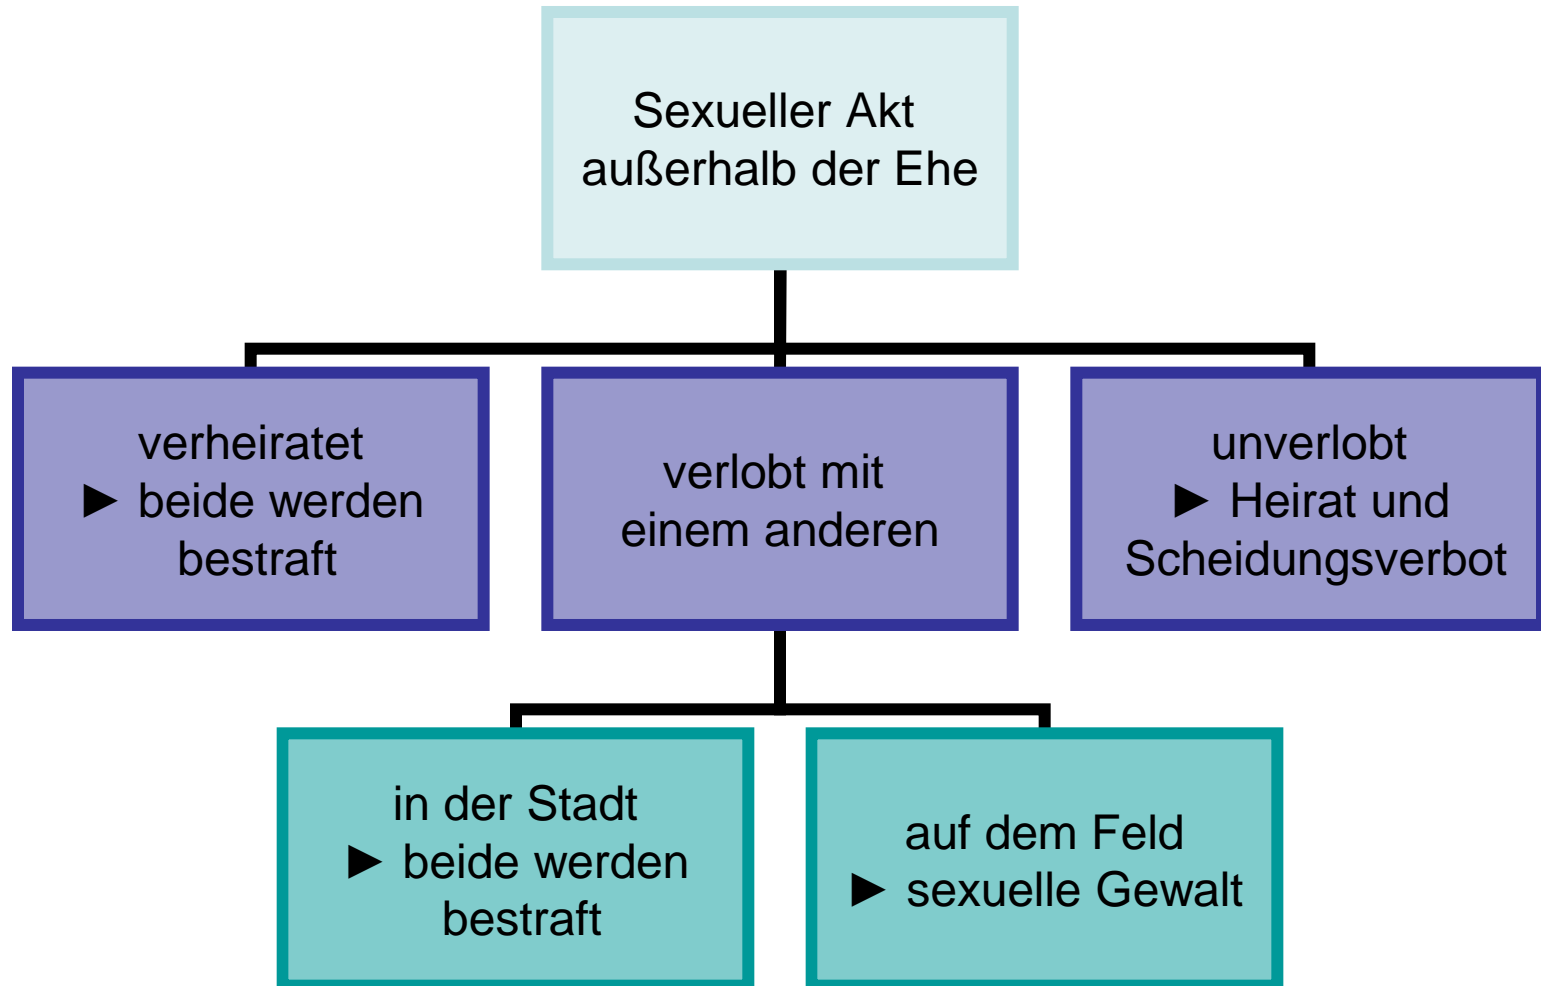 Sexueller Akt
außerhalb der Ehe
verheiratet
► beide werden
bestraft
verlobt mit
einem anderen
unverlobt
► Heirat und
Scheidungsverbot
in der Stadt
► beide werden
bestraft
auf dem Feld
► sexuelle Gewalt